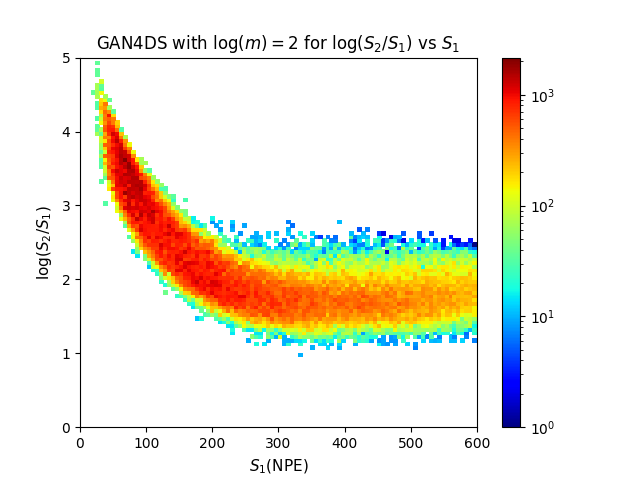 GAN4DS with log(m) = 2 for log(S₂/S₁) vs S₁
5
4
3
2
1
0
log(S₂/S₁)
0 100 200 300 400 500 600
S₁(NPE)
10³
10²
10¹
10⁰